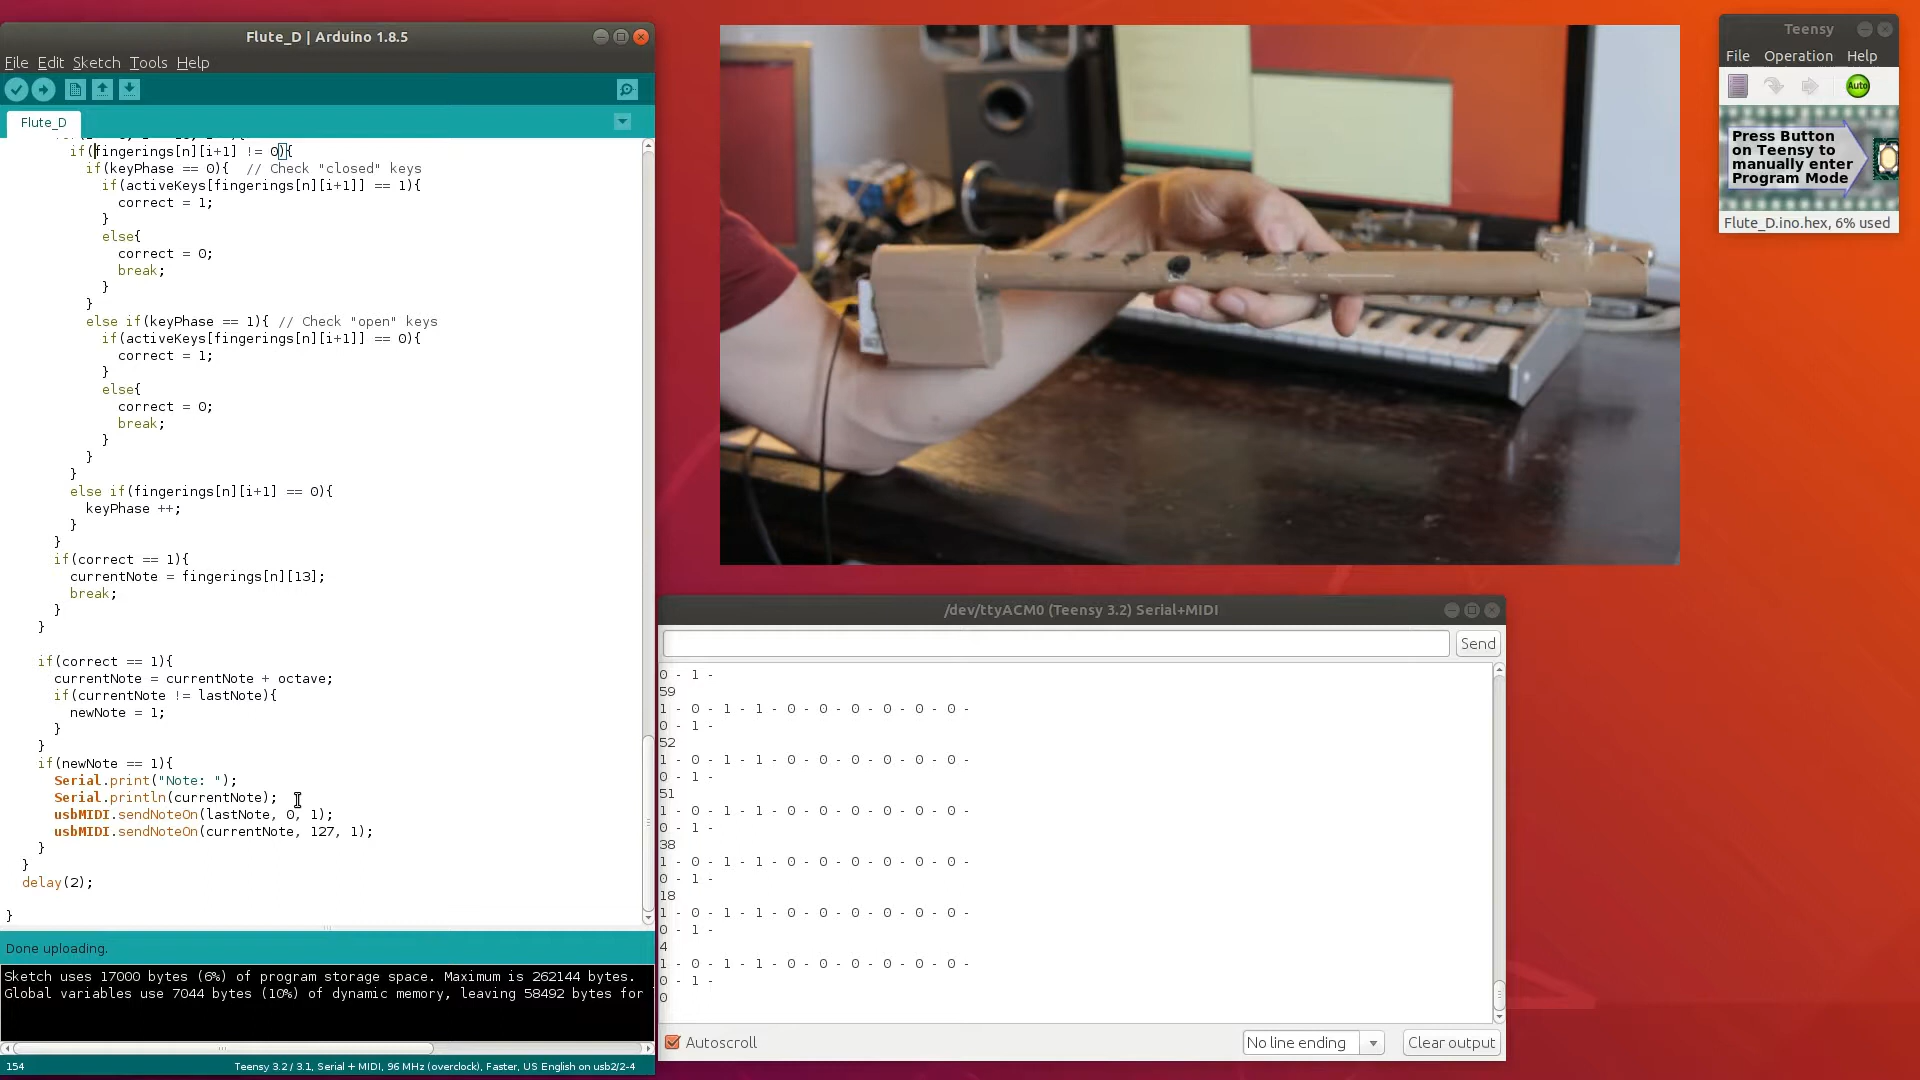 Flute_D | Arduino 1.8.5
File Edit Sketch Tools Help
Flute_D
if(fingerings[n][i+1] != 0){
if(keyPhase == 0){ // Check "closed" keys
if(activeKeys[fingerings[n][i+1]] == 1){
correct = 1;
}
else{
correct = 0;
break;
}
}
else if(keyPhase == 1){ // Check "open" keys
if(activeKeys[fingerings[n][i+1]] == 0){
correct = 1;
}
else{
correct = 0;
break;
}
}
}
else if(fingerings[n][i+1] == 0){
keyPhase ++;
}
}
if(correct == 1){
currentNote = fingerings[n][13];
break;
}
}
if(correct == 1){
currentNote = currentNote + octave;
if(currentNote != lastNote){
newNote = 1;
}
}
if(newNote == 1){
Serial.print("Note: ");
Serial.println(currentNote);
usbMIDI.sendNoteOn(lastNote, 0, 1);
usbMIDI.sendNoteOn(currentNote, 127, 1);
}
}
delay(2);
}
Done uploading.
Sketch uses 17000 bytes (6%) of program storage space. Maximum is 262144 bytes.
Global variables use 7044 bytes (10%) of dynamic memory, leaving 58492 bytes for
154
Teensy 3.2 / 3.1, Serial + MIDI, 96 MHz (overclock), Faster, US English on usb2/2-4
/dev/ttyACM0 (Teensy 3.2) Serial+MIDI
Send
0 - 1 -
59
1 - 0 - 1 - 1 - 0 - 0 - 0 - 0 - 0 - 0 -
0 - 1 -
52
1 - 0 - 1 - 1 - 0 - 0 - 0 - 0 - 0 - 0 -
0 - 1 -
51
1 - 0 - 1 - 1 - 0 - 0 - 0 - 0 - 0 - 0 -
0 - 1 -
38
1 - 0 - 1 - 1 - 0 - 0 - 0 - 0 - 0 - 0 -
0 - 1 -
18
1 - 0 - 1 - 1 - 0 - 0 - 0 - 0 - 0 - 0 -
0 - 1 -
4
1 - 0 - 1 - 1 - 0 - 0 - 0 - 0 - 0 - 0 -
0 - 1 -
0
Autoscroll
No line ending
Clear output
Teensy
File Operation Help
Auto
Press Button
on Teensy to
manually enter
Program Mode
Flute_D.ino.hex, 6% used